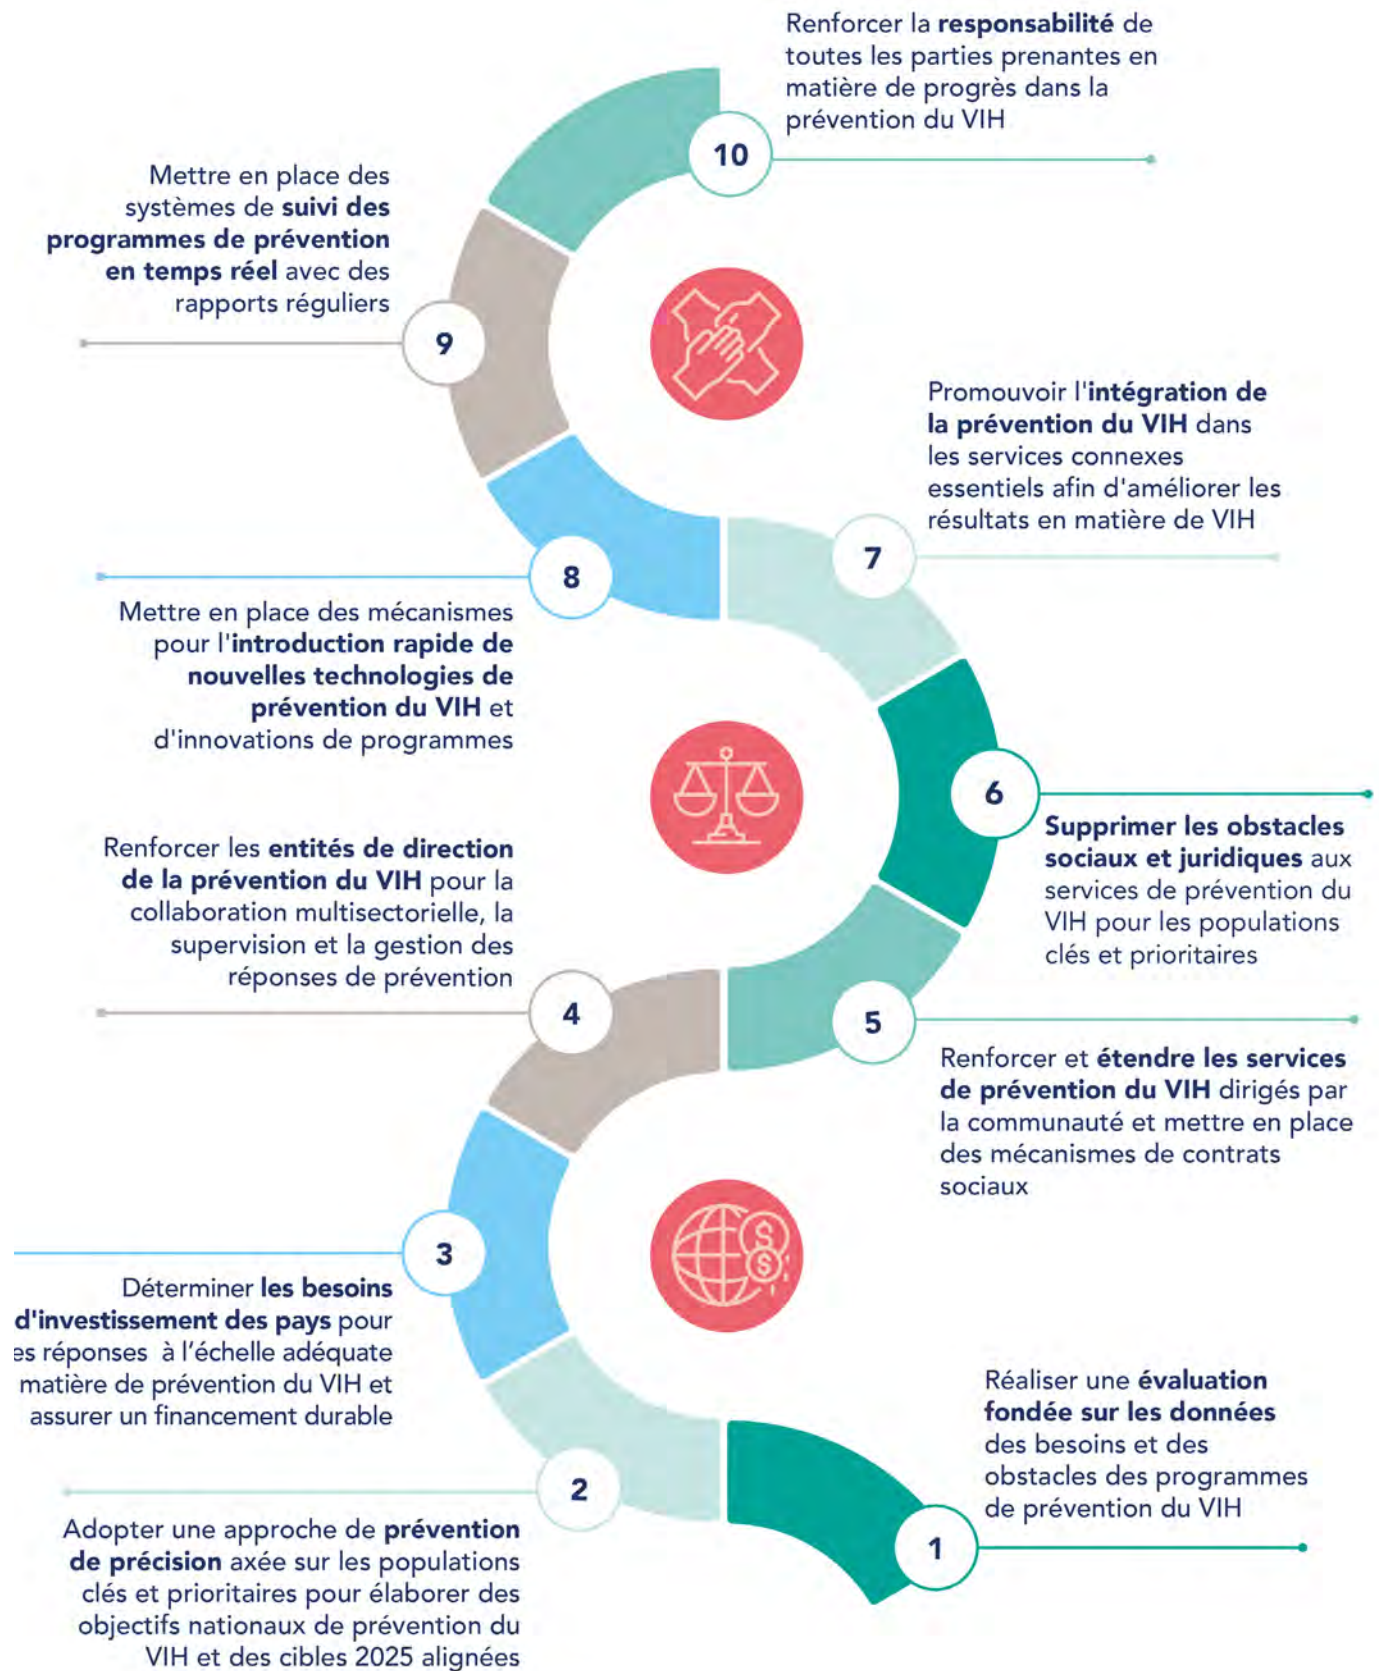 Renforcer la responsabilité de
toutes les parties prenantes en
matière de progrès dans la
prévention du VIH
10
Mettre en place des
systèmes de suivi des
programmes de prévention
en temps réel avec des
rapports réguliers
9
Promouvoir l'intégration de
la prévention du VIH dans
les services connexes
essentiels afin d'améliorer les
résultats en matière de VIH
7
8
Mettre en place des mécanismes
pour l'introduction rapide de
nouvelles technologies de
prévention du VIH et
d'innovations de programmes
6
Supprimer les obstacles
sociaux et juridiques aux
services de prévention du
VIH pour les populations
clés et prioritaires
Renforcer les entités de direction
de la prévention du VIH pour la
collaboration multisectorielle, la
supervision et la gestion des
réponses de prévention
4
5
Renforcer et étendre les services
de prévention du VIH dirigés par
la communauté et mettre en place
des mécanismes de contrats
sociaux
3
Déterminer les besoins
d'investissement des pays pour
es réponses à l'échelle adéquate
matière de prévention du VIH et
assurer un financement durable
Réaliser une évaluation
fondée sur les données
des besoins et des
obstacles des programmes
de prévention du VIH
1
2
Adopter une approche de prévention
de précision axée sur les populations
clés et prioritaires pour élaborer des
objectifs nationaux de prévention du
VIH et des cibles 2025 alignées
$
$